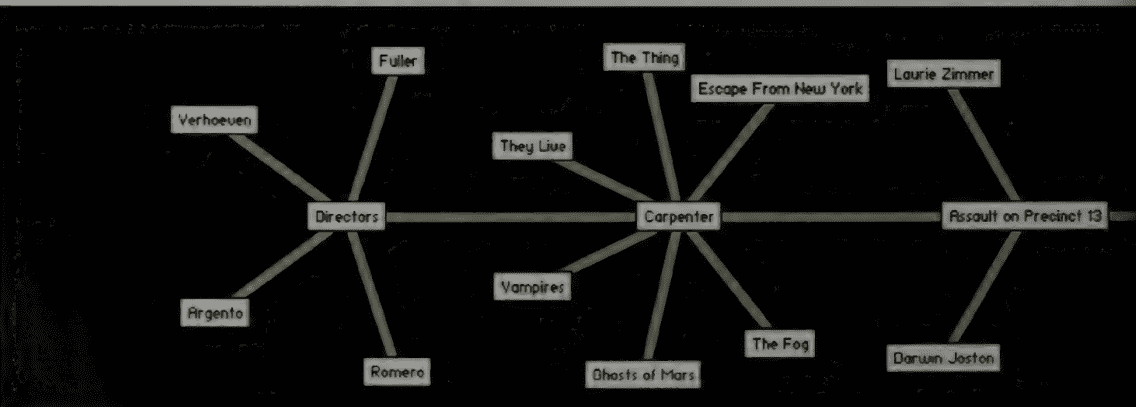 Fuller
The Thing
Laurie Zimmer
Escape From New York
Verhoeven
They Live
Directors
Carpenter
Assault on Precinct 13
Vampires
Argento
The Fog
Darwin Joston
Romero
Ghosts of Mars